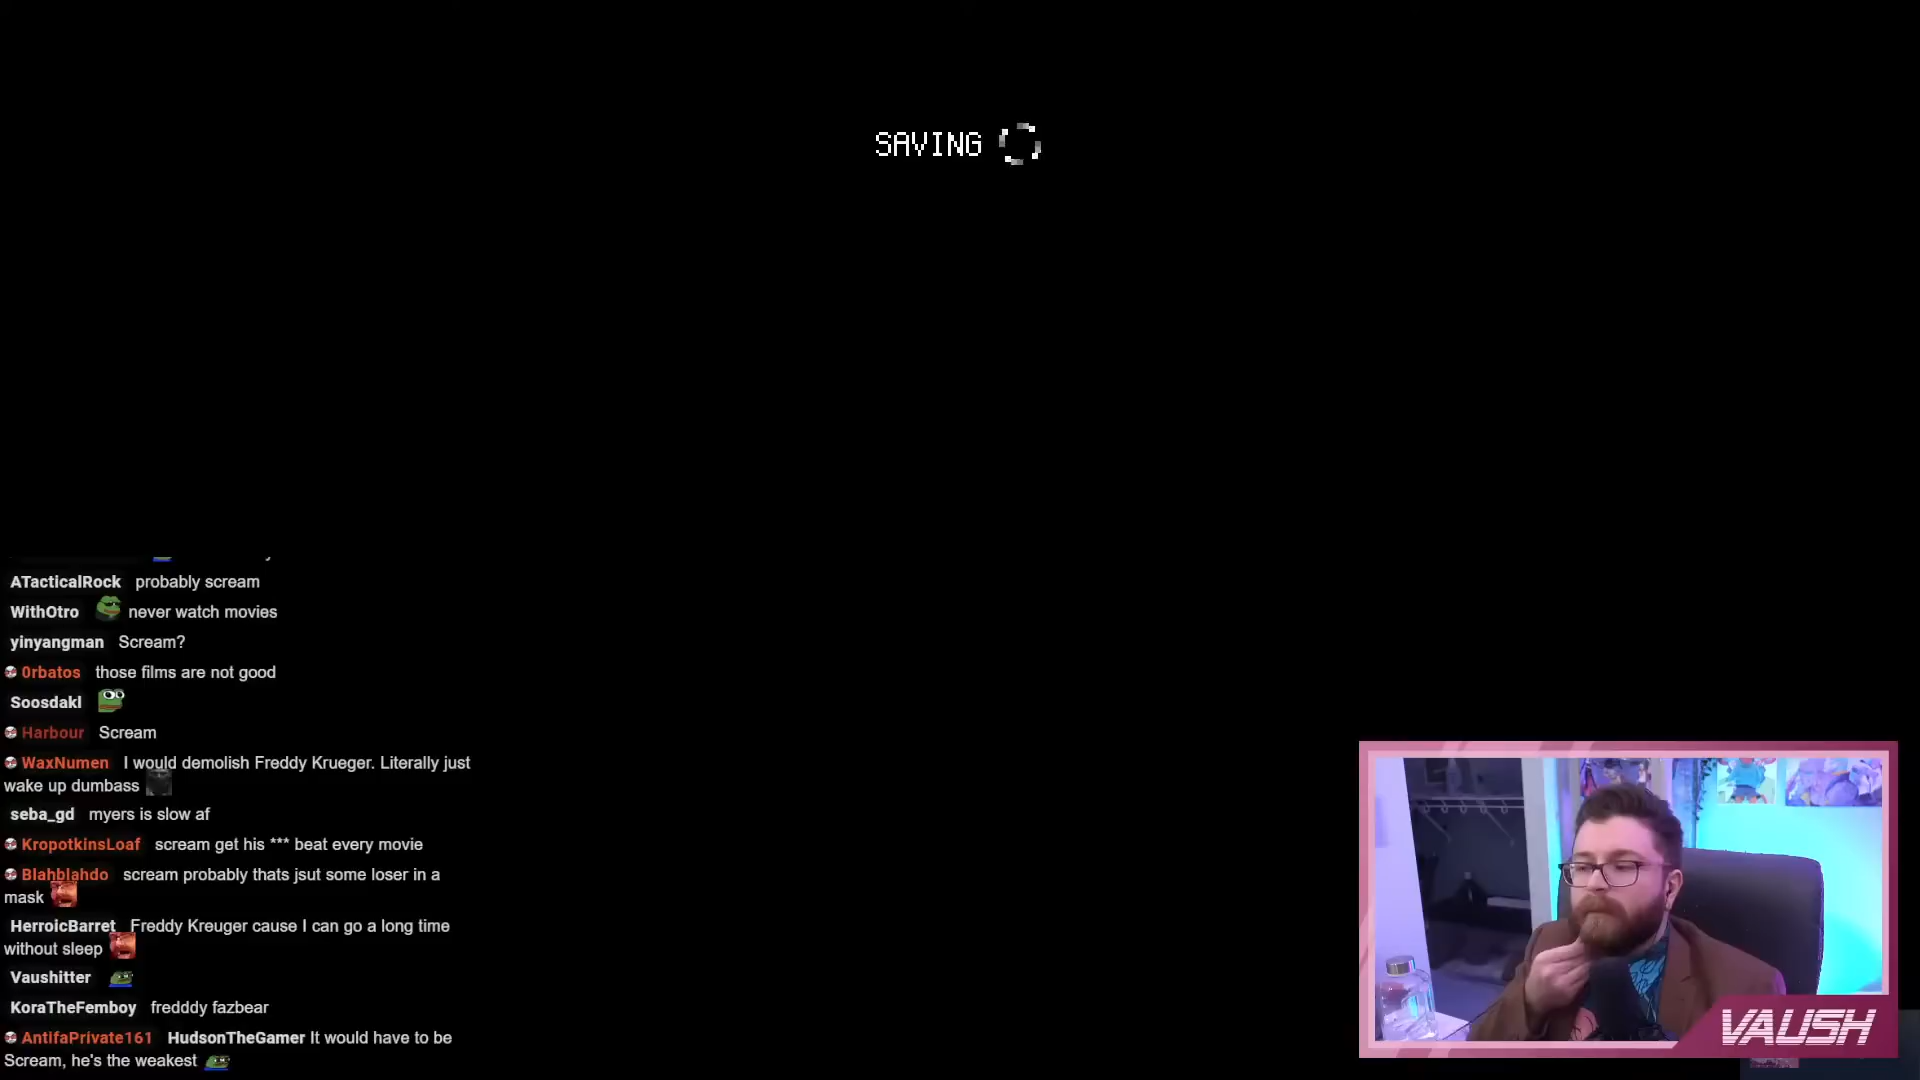 SAVING
ATacticalRock probably scream
WithOtro never watch movies
yinyangman Scream?
0rbatos those films are not good
Soosdakl
Harbour Scream
WaxNumen I would demolish Freddy Krueger. Literally just
wake up dumbass
seba_gd myers is slow af
KropotkinsLoaf scream get his *** beat every movie
Blahblahdo scream probably thats jsut some loser in a
mask
HerroicBarret Freddy Kreuger cause I can go a long time
without sleep
Vaushitter
KoraTheFemboy fredddy fazbear
AntifaPrivate161 HudsonTheGamer It would have to be
Scream, he's the weakest
VAUSH